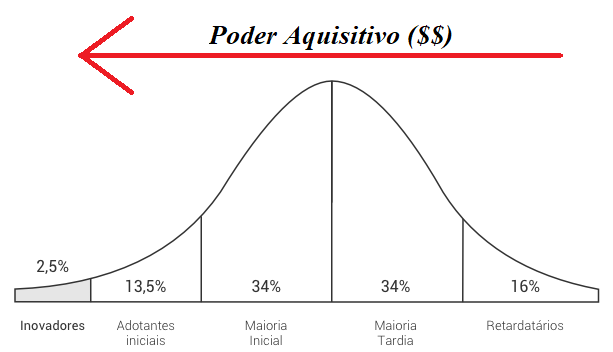 Poder Aquisitivo ($$)
2,5%
13,5%
34%
34%
16%
Inovadores
Adotantes
iniciais
Maioria
Inicial
Maioria
Tardia
Retardatários